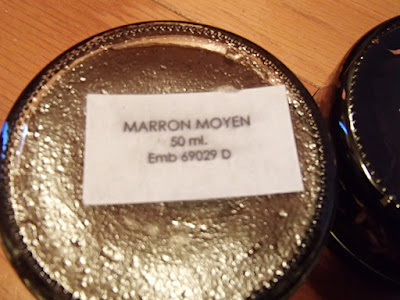 MARRON MOYEN
50 ml.
Emb 69029 D